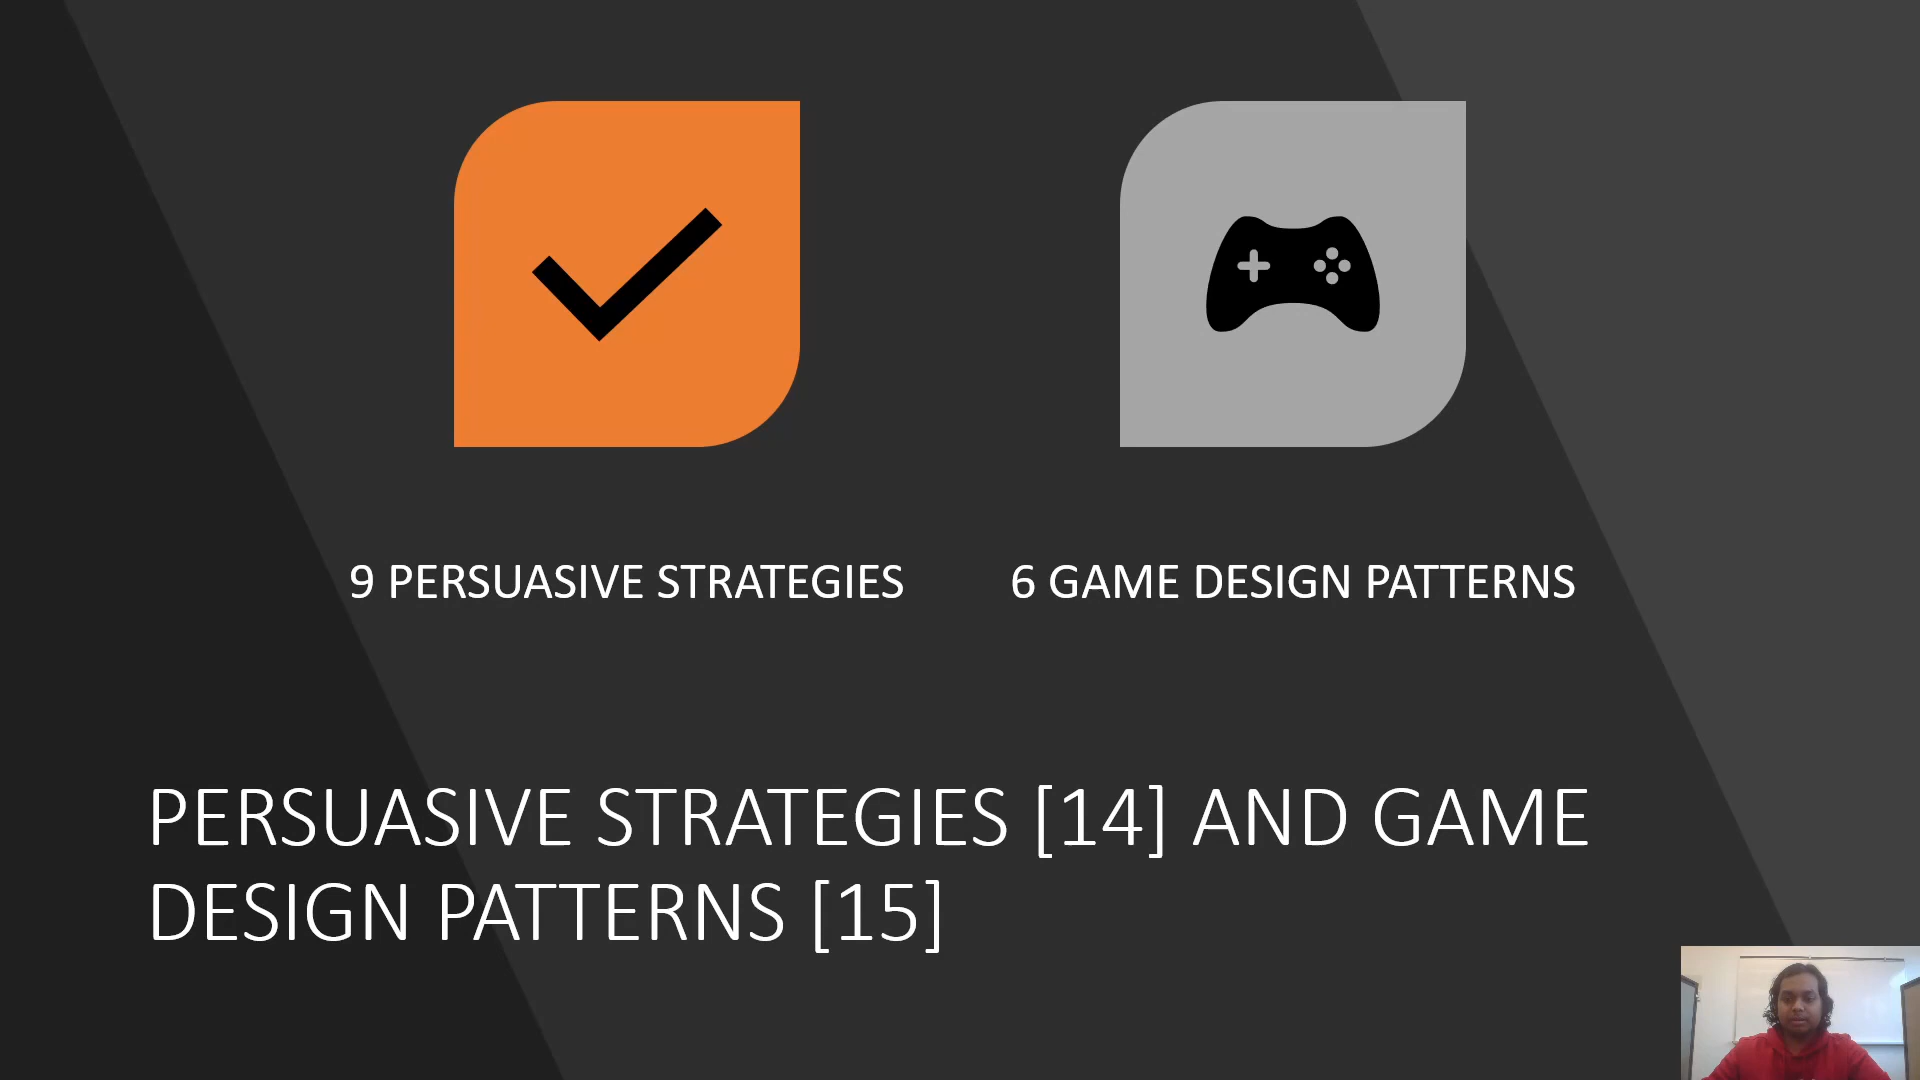 9 PERSUASIVE STRATEGIES
6 GAME DESIGN PATTERNS
PERSUASIVE STRATEGIES [14] AND GAME
DESIGN PATTERNS [15]